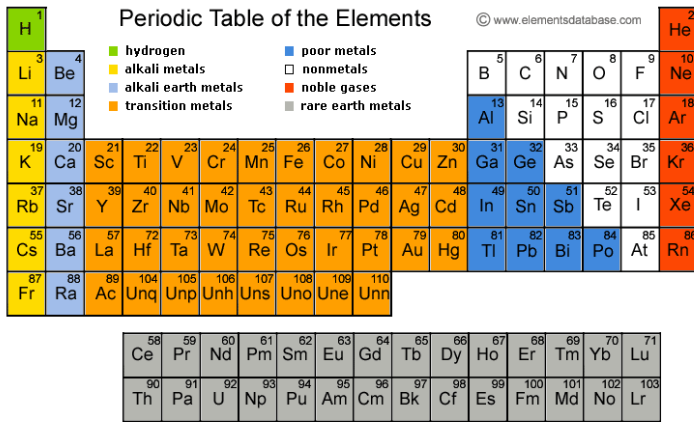 Periodic Table of the Elements
© www.elementsdatabase.com
hydrogen
alkali metals
alkali earth metals
transition metals
poor metals
nonmetals
noble gases
rare earth metals
1 H 2 He
3 Li 4 Be 5 B 6 C 7 N 8 O 9 F 10 Ne
11 Na 12 Mg 13 Al 14 Si 15 P 16 S 17 Cl 18 Ar
19 K 20 Ca 21 Sc 22 Ti 23 V 24 Cr 25 Mn 26 Fe 27 Co 28 Ni 29 Cu 30 Zn 31 Ga 32 Ge 33 As 34 Se 35 Br 36 Kr
37 Rb 38 Sr 39 Y 40 Zr 41 Nb 42 Mo 43 Tc 44 Ru 45 Rh 46 Pd 47 Ag 48 Cd 49 In 50 Sn 51 Sb 52 Te 53 I 54 Xe
55 Cs 56 Ba 57 La 72 Hf 73 Ta 74 W 75 Re 76 Os 77 Ir 78 Pt 79 Au 80 Hg 81 Tl 82 Pb 83 Bi 84 Po 85 At 86 Rn
87 Fr 88 Ra 89 Ac 104 Unq 105 Unp 106 Unh 107 Uns 108 Uno 109 Une 110 Unn
58 Ce 59 Pr 60 Nd 61 Pm 62 Sm 63 Eu 64 Gd 65 Tb 66 Dy 67 Ho 68 Er 69 Tm 70 Yb 71 Lu
90 Th 91 Pa 92 U 93 Np 94 Pu 95 Am 96 Cm 97 Bk 98 Cf 99 Es 100 Fm 101 Md 102 No 103 Lr